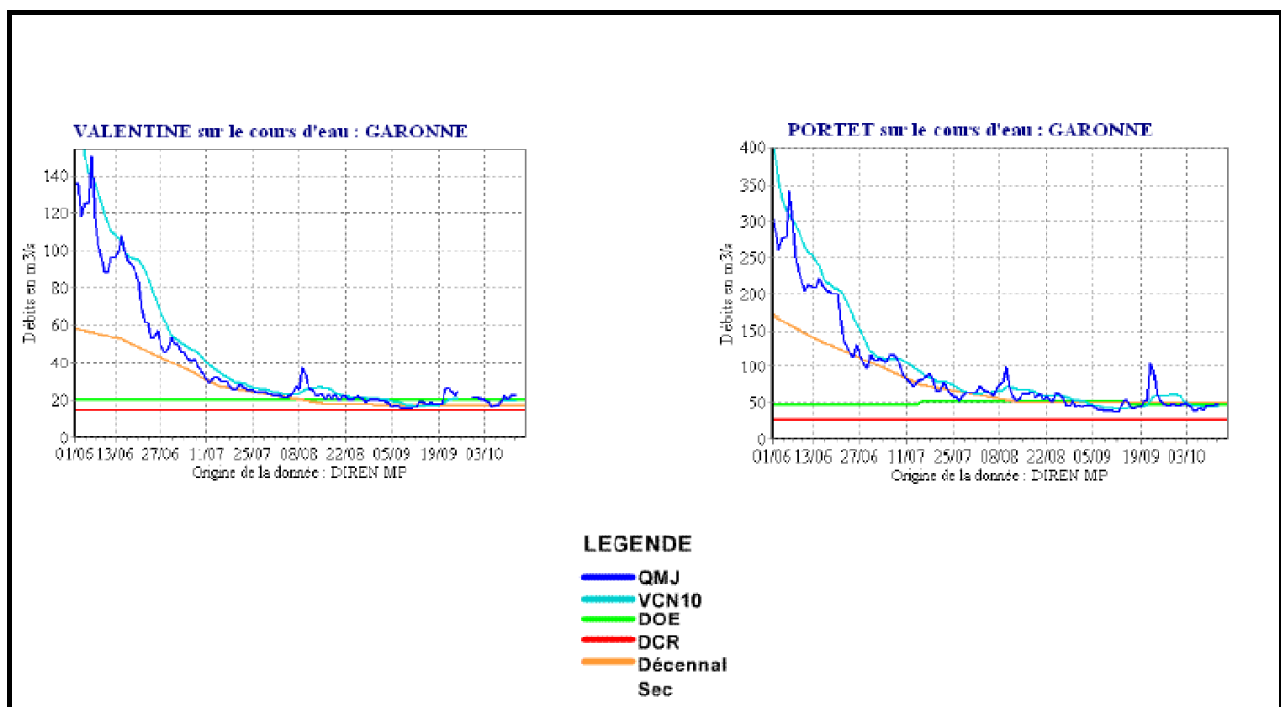 VALENTINE sur le cours d'eau : GARONNE
Débits en m3/s
140
120
100
80
60
40
20
0
01/06 13/06 27/06 1:/07 25/07 08/08 22/08 05/09 19/09 03/10
Origine de la donnée : DIREN MP
PORTET sur le cours d'eau : GARONNE
Débits en m3/s
400
350
300
250
200
150
100
50
0
01/06 13/06 27/06 11/07 25/07 08/08 22/08 05/09 19/09 03/10
Origine de la donnée : DIREN MP
LEGENDE
QMJ
VCN10
DOE
DCR
Décennal
Sec